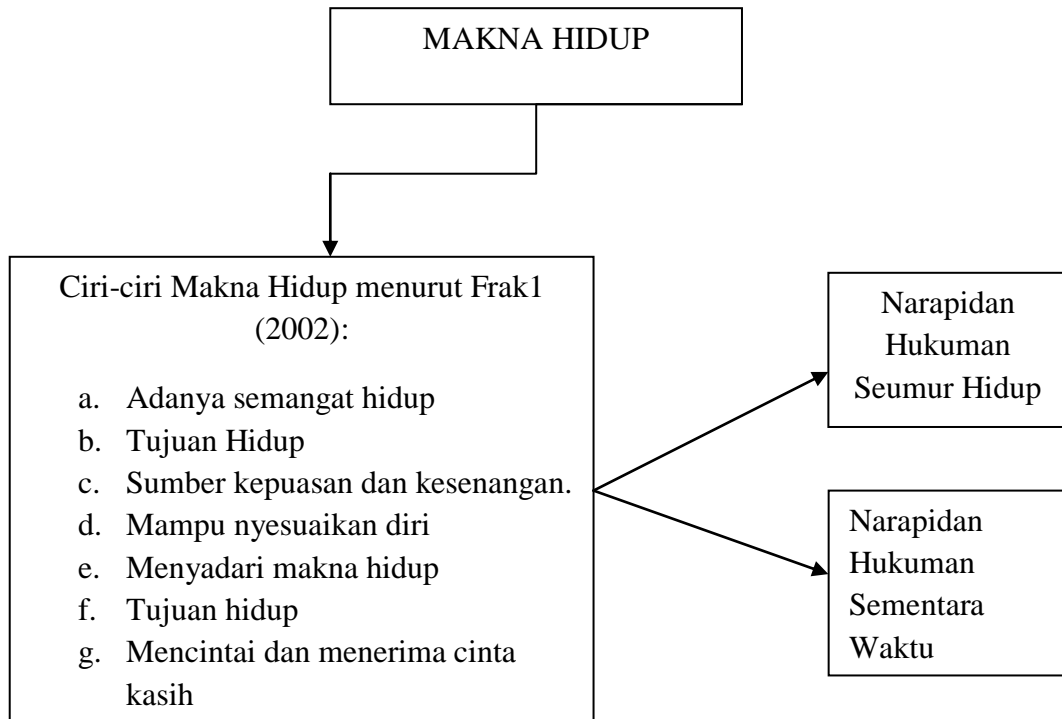 MAKNA HIDUP
Ciri-ciri Makna Hidup menurut Frak1
(2002):
a. Adanya semangat hidup
b. Tujuan Hidup
c. Sumber kepuasan dan kesenangan.
d. Mampu nyesuaikan diri
e. Menyadari makna hidup
f. Tujuan hidup
g. Mencintai dan menerima cinta
kasih
Narapidan
Hukuman
Seumur Hidup
Narapidan
Hukuman
Sementara
Waktu